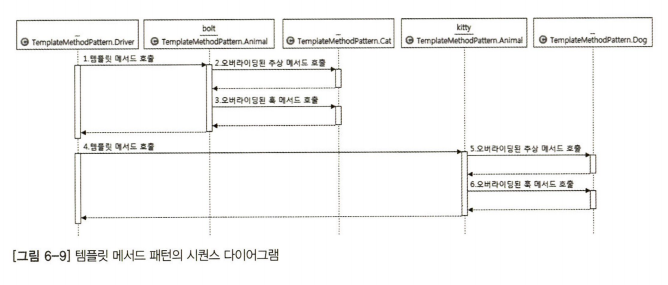 bolt
kitty
TemplateMethodPattern.Driver
TemplateMethodPattern.Animal
TemplateMethodPattern.Cat
TemplateMethodPattern.Animal
TemplateMethodPattern.Dog
1.템플릿 메서드 호출
2.오버라이딩된 추상 메서드 호출
3.오버라이딩된 훅 메서드 호출
4.템플릿 메서드 호출
5.오버라이딩된 추상 메서드 호출
6.오버라이딩된 훅 메서드 호출
[그림 6-9] 템플릿 메서드 패턴의 시퀀스 다이어그램